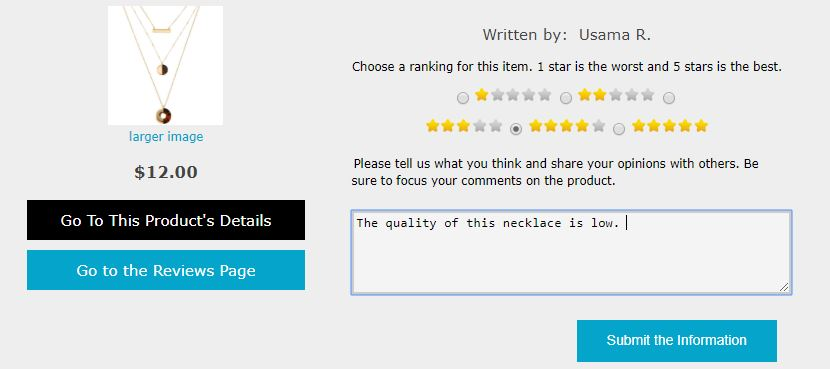 larger image
$12.00
Go To This Product's Details
Go to the Reviews Page
Written by: Usama R.
Choose a ranking for this item. 1 star is the worst and 5 stars is the best.
Please tell us what you think and share your opinions with others. Be
sure to focus your comments on the product.
The quality of this necklace is low.
Submit the Information